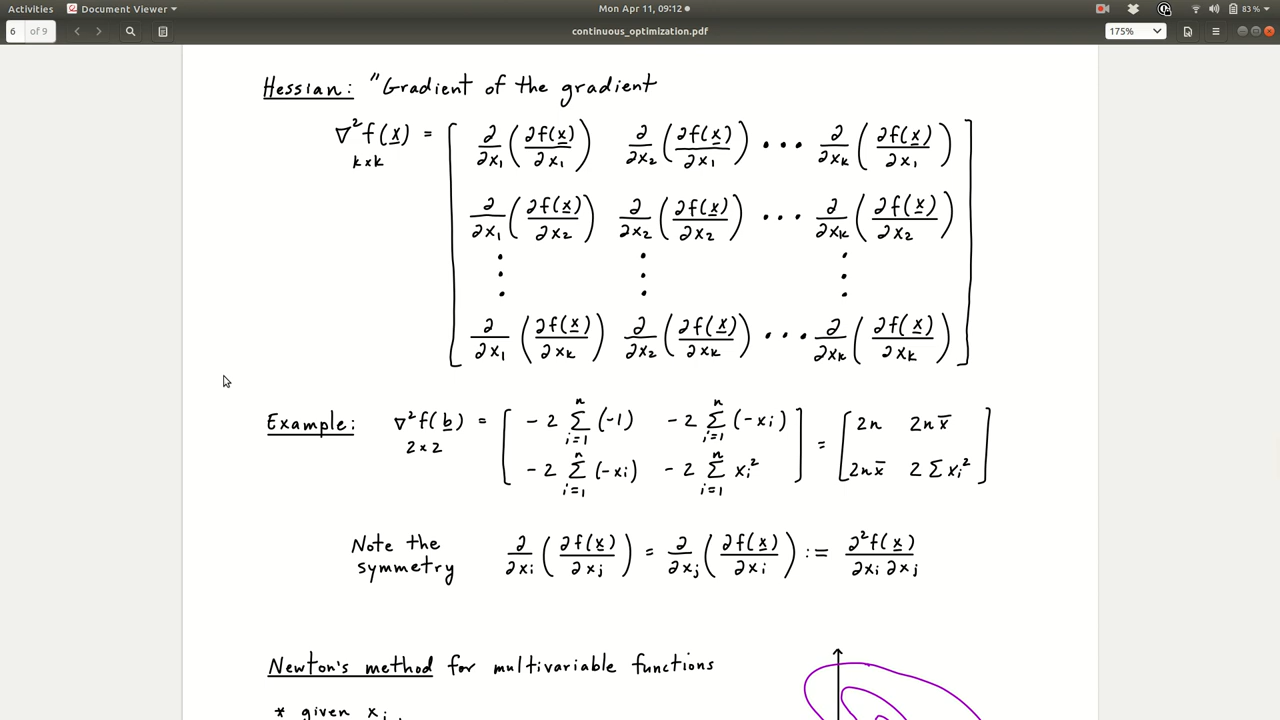 Activities Document Viewer Mon Apr 11, 09:12 83 %
6 of 9 continuous_optimization.pdf 175%
Hessian: "Gradient of the gradient
∇²f(x) = [ ∂/∂x₁(∂f(x)/∂x₁) ∂/∂x₂(∂f(x)/∂x₁) ••• ∂/∂xₖ(∂f(x)/∂x₁)
k×k
∂/∂x₁(∂f(x)/∂x₂) ∂/∂x₂(∂f(x)/∂x₂) ••• ∂/∂xₖ(∂f(x)/∂x₂)
⋮ ⋮ ⋮
∂/∂x₁(∂f(x)/∂xₖ) ∂/∂x₂(∂f(x)/∂xₖ) ••• ∂/∂xₖ(∂f(x)/∂xₖ) ]
Example: ∇²f(b) = [ -2 Σᵢ₌₁ⁿ (-1) -2 Σᵢ₌₁ⁿ (-xᵢ) ] = [ 2n 2n x̄ ]
2×2 [ -2 Σᵢ₌₁ⁿ (-xᵢ) -2 Σᵢ₌₁ⁿ xᵢ² ] [ 2n x̄ 2 Σ xᵢ² ]
Note the symmetry ∂/∂xᵢ(∂f(x)/∂xⱼ) = ∂/∂xⱼ(∂f(x)/∂xᵢ) := ∂²f(x)/∂xᵢ∂xⱼ
Newton's method for multivariable functions
* given xᵢ